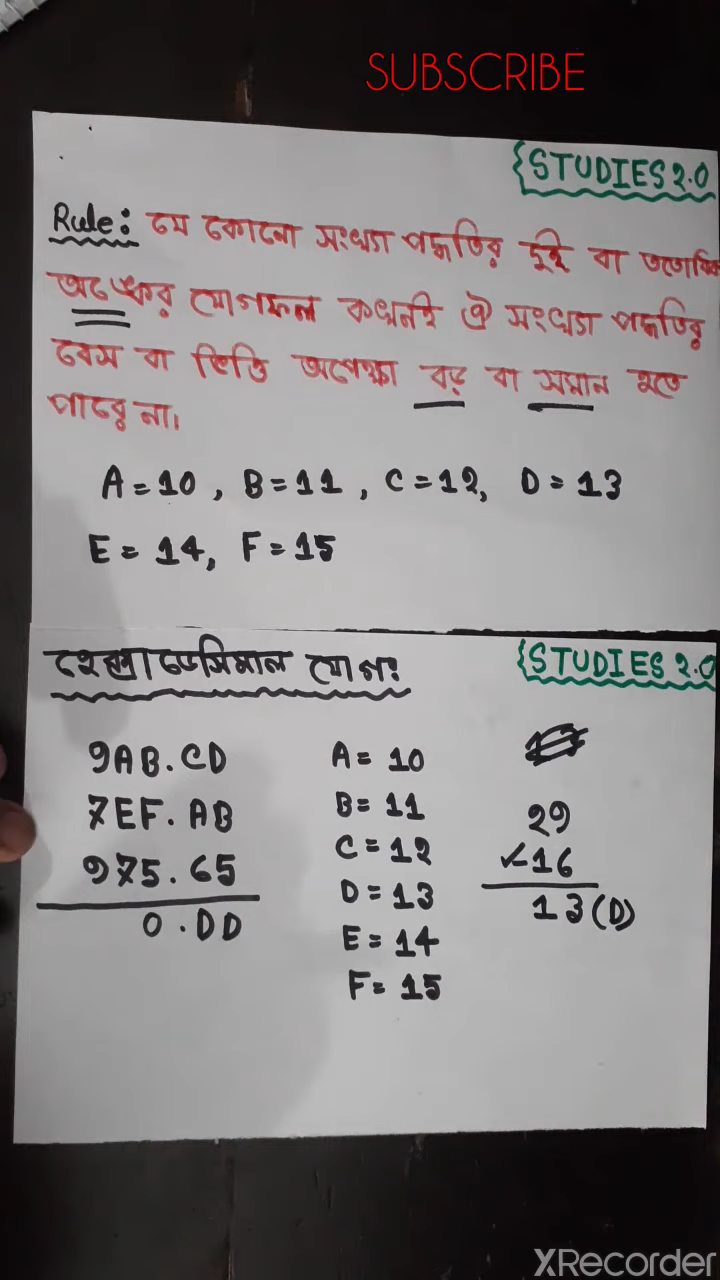 SUBSCRIBE
{STUDIES 2.0
Rule: যে কোনো সংখ্যা পদ্ধতির দুই বা ততোধিক
অঙ্কের যোগফল কখনই ঐ সংখ্যা পদ্ধতির
বেস বা ভিত্তি অপেক্ষা বড় বা সমান হতে
পারবে না।
A = 10 , B = 11 , C = 12, D = 13
E = 14, F = 15
হেক্সাডেসিমাল যোগঃ
{STUDIES 2.0
9AB.CD A = 10
7EF.AB B = 11 29
975.65 C = 12 -16
0.DD D = 13 13(D)
E = 14
F = 15
XRecorder